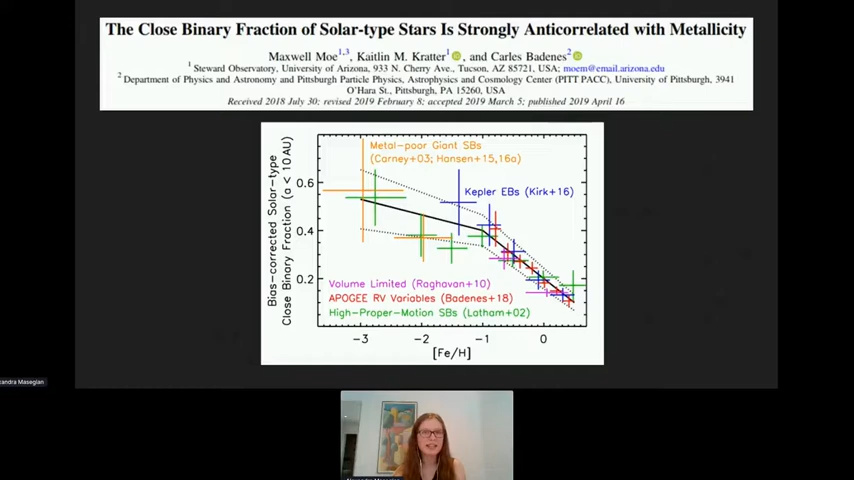 The Close Binary Fraction of Solar-type Stars Is Strongly Anticorrelated with Metallicity
Maxwell Moe1,3, Kaitlin M. Kratter1, and Carles Badenes2
1 Steward Observatory, University of Arizona, 933 N. Cherry Ave., Tucson, AZ 85721, USA; moem@email.arizona.edu
2 Department of Physics and Astronomy and Pittsburgh Particle Physics, Astrophysics and Cosmology Center (PITT PACC), University of Pittsburgh, 3941
O'Hara St., Pittsburgh, PA 15260, USA
Received 2018 July 30; revised 2019 February 8; accepted 2019 March 5; published 2019 April 16
Bias-corrected Solar-type
Close Binary Fraction (a < 10 AU)
0.6
0.4
0.2
Metal-poor Giant SBs
(Carney+03; Hansen+15,16a)
Kepler EBs (Kirk+16)
Volume Limited (Raghavan+10)
APOGEE RV Variables (Badenes+18)
High-Proper-Motion SBs (Latham+02)
−3 −2 −1 0
[Fe/H]
xandra Masegian